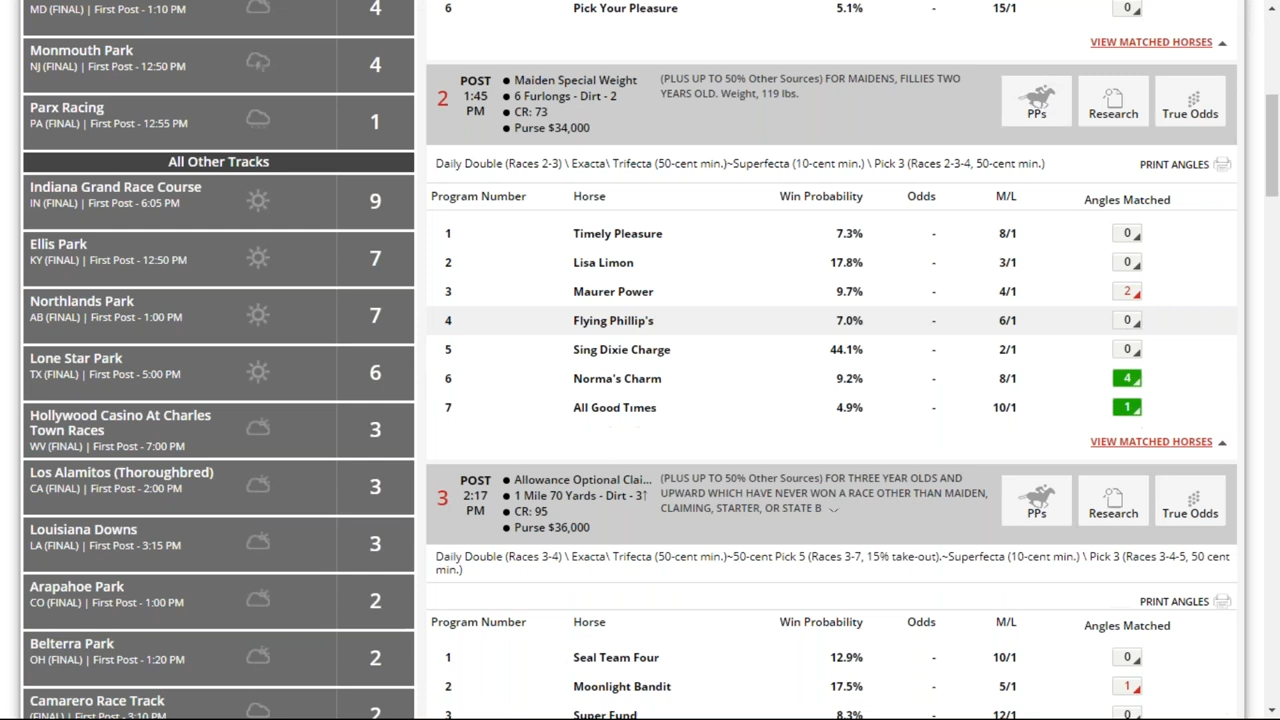 MD (FINAL) | First Post - 1:10 PM
4
Monmouth Park
NJ (FINAL) | First Post - 12:50 PM
4
Parx Racing
PA (FINAL) | First Post - 12:55 PM
1
All Other Tracks
Indiana Grand Race Course
IN (FINAL) | First Post - 6:05 PM
9
Ellis Park
KY (FINAL) | First Post - 12:50 PM
7
Northlands Park
AB (FINAL) | First Post - 1:00 PM
7
Lone Star Park
TX (FINAL) | First Post - 5:00 PM
6
Hollywood Casino At Charles
Town Races
WV (FINAL) | First Post - 7:00 PM
3
Los Alamitos (Thoroughbred)
CA (FINAL) | First Post - 2:00 PM
3
Louisiana Downs
LA (FINAL) | First Post - 3:15 PM
3
Arapahoe Park
CO (FINAL) | First Post - 1:00 PM
2
Belterra Park
OH (FINAL) | First Post - 1:20 PM
2
Camarero Race Track
(FINAL) | First Post - 3:10 PM
2
6 Pick Your Pleasure 5.1% - 15/1 0
VIEW MATCHED HORSES
2
POST
1:45
PM
● Maiden Special Weight
● 6 Furlongs - Dirt - 2
● CR: 73
● Purse $34,000
(PLUS UP TO 50% Other Sources) FOR MAIDENS, FILLIES TWO
YEARS OLD. Weight, 119 lbs.
PPs
Research
True Odds
Daily Double (Races 2-3) \ Exacta\ Trifecta (50-cent min.)~Superfecta (10-cent min.) \ Pick 3 (Races 2-3-4, 50-cent min.)
PRINT ANGLES
Program Number Horse Win Probability Odds M/L Angles Matched
1 Timely Pleasure 7.3% - 8/1 0
2 Lisa Limon 17.8% - 3/1 0
3 Maurer Power 9.7% - 4/1 2
4 Flying Phillip's 7.0% - 6/1 0
5 Sing Dixie Charge 44.1% - 2/1 0
6 Norma's Charm 9.2% - 8/1 4
7 All Good Times 4.9% - 10/1 1
VIEW MATCHED HORSES
3
POST
2:17
PM
● Allowance Optional Clai...
● 1 Mile 70 Yards - Dirt - 3↑
● CR: 95
● Purse $36,000
(PLUS UP TO 50% Other Sources) FOR THREE YEAR OLDS AND
UPWARD WHICH HAVE NEVER WON A RACE OTHER THAN MAIDEN,
CLAIMING, STARTER, OR STATE B
PPs
Research
True Odds
Daily Double (Races 3-4) \ Exacta\ Trifecta (50-cent min.)~50-cent Pick 5 (Races 3-7, 15% take-out).~Superfecta (10-cent min.) \ Pick 3 (Races 3-4-5, 50 cent
min.)
PRINT ANGLES
Program Number Horse Win Probability Odds M/L Angles Matched
1 Seal Team Four 12.9% - 10/1 0
2 Moonlight Bandit 17.5% - 5/1 1
3 Super Fund 8.3% - 12/1 0